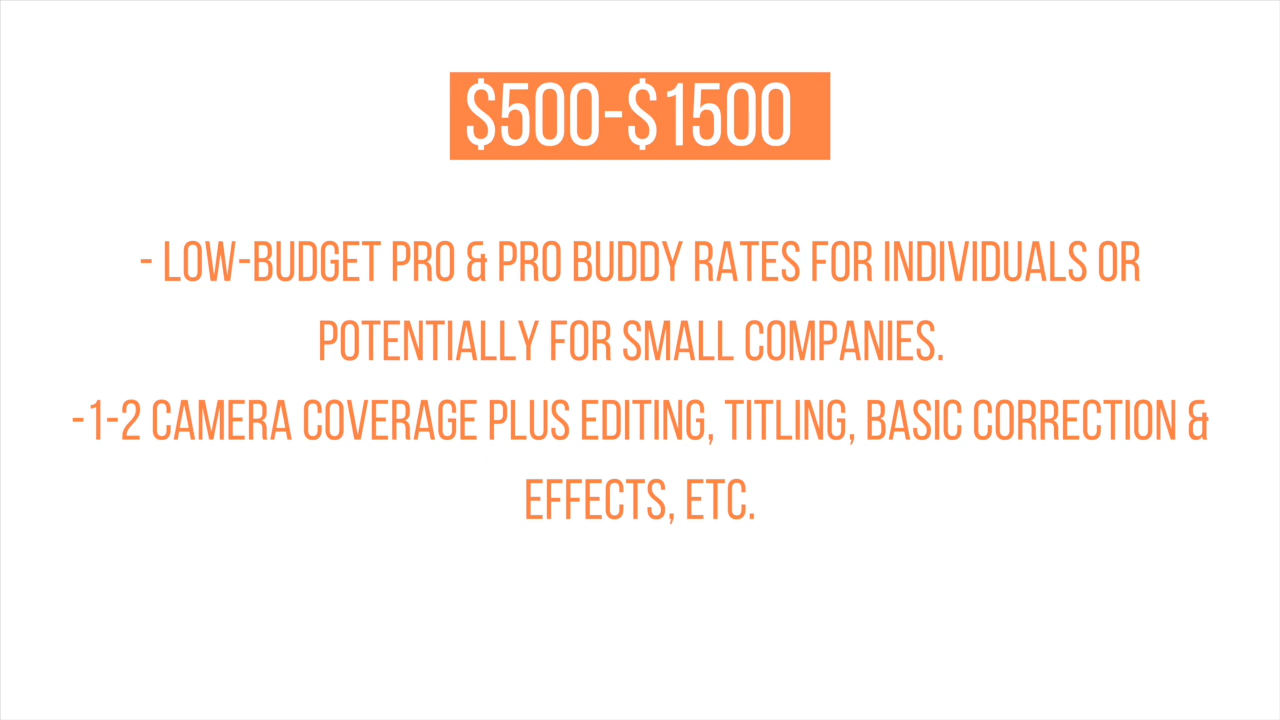 $500-$1500
- LOW-BUDGET PRO & PRO BUDDY RATES FOR INDIVIDUALS OR
POTENTIALLY FOR SMALL COMPANIES.
-1-2 CAMERA COVERAGE PLUS EDITING, TITLING, BASIC CORRECTION &
EFFECTS, ETC.